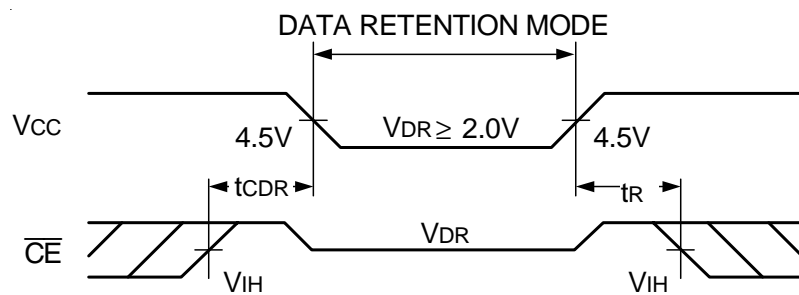 DATA RETENTION MODE
VCC
4.5V
VDR ≥ 2.0V
4.5V
tCDR
tR
CE
VDR
VIH
VIH